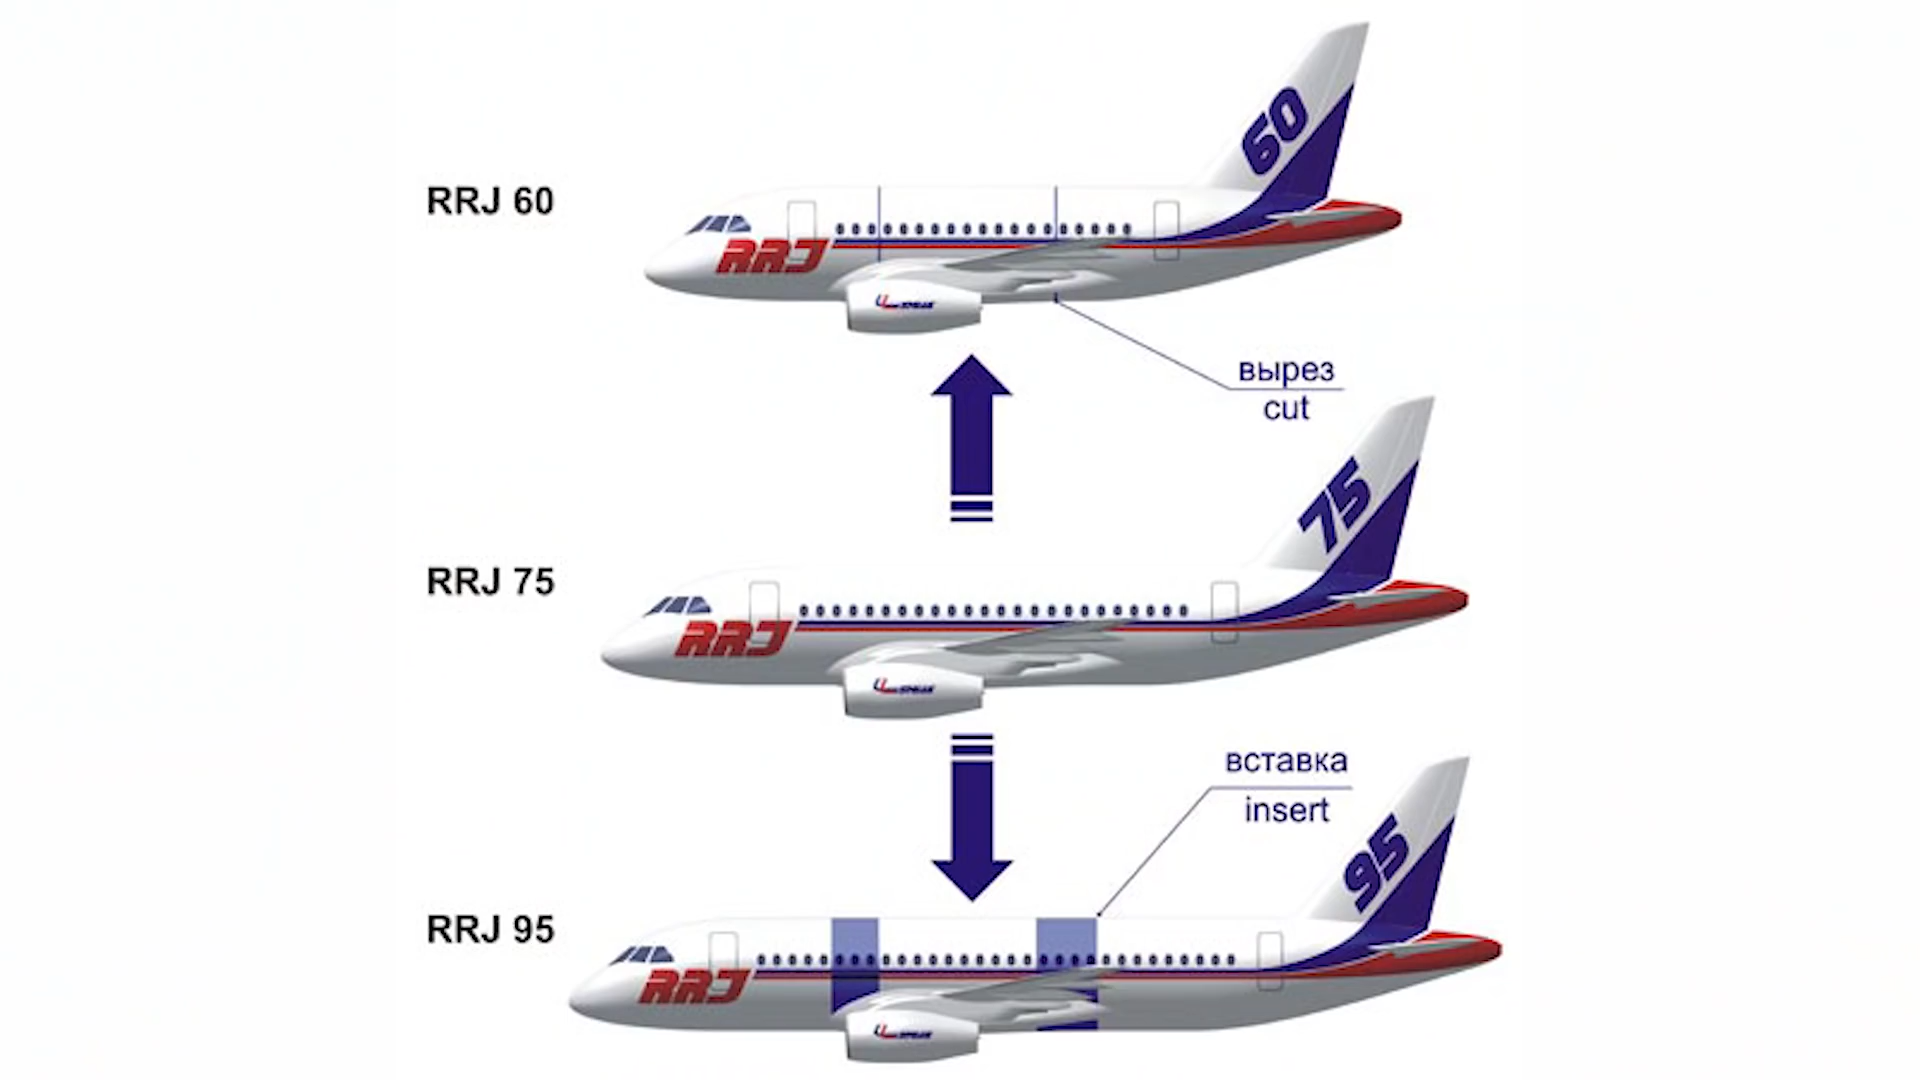 60
RRJ 60
RRJ
вырез
cut
75
RRJ 75
RRJ
вставка
insert
95
RRJ 95
RRJ